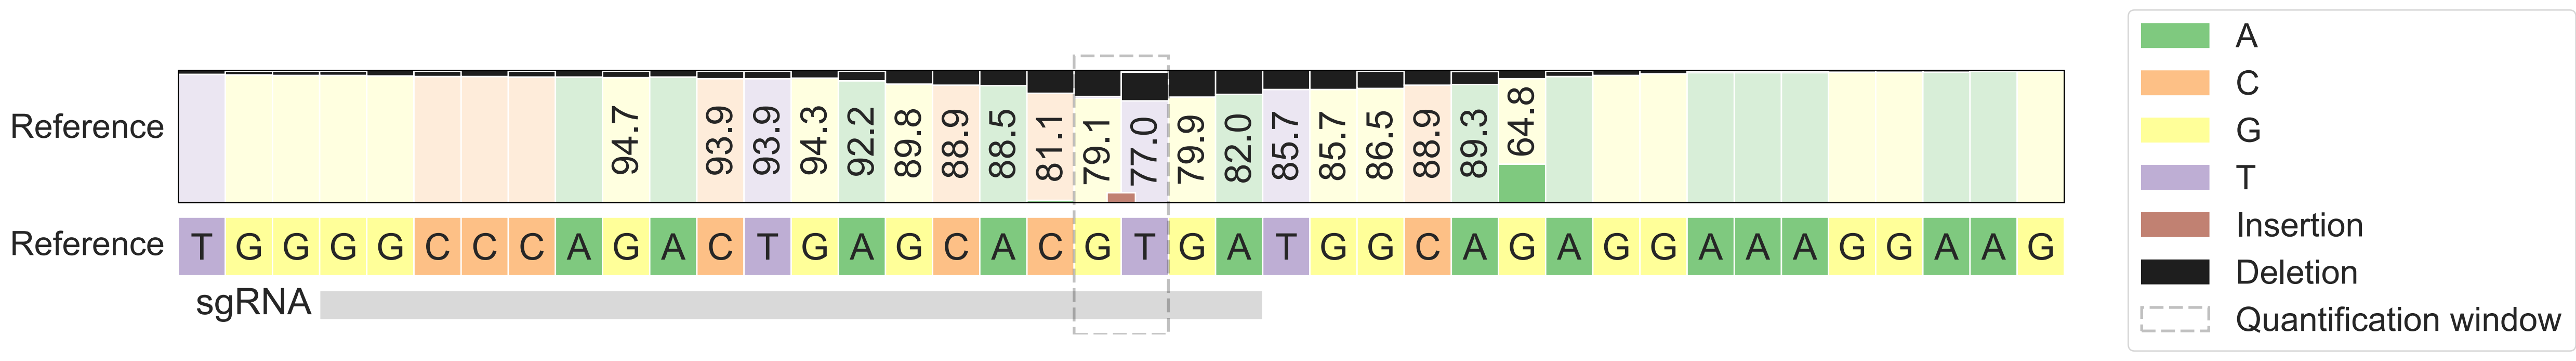 Reference
94.7 93.9 93.9 94.3 92.2 89.8 88.9 88.5 81.1 79.1 77.0 79.9 82.0 85.7 85.7 86.5 88.9 89.3 64.8
Reference T G G G G C C C A G A C T G A G C A C G T G A T G G C A G A G G A A A G G A A G
sgRNA
A
C
G
T
Insertion
Deletion
Quantification window